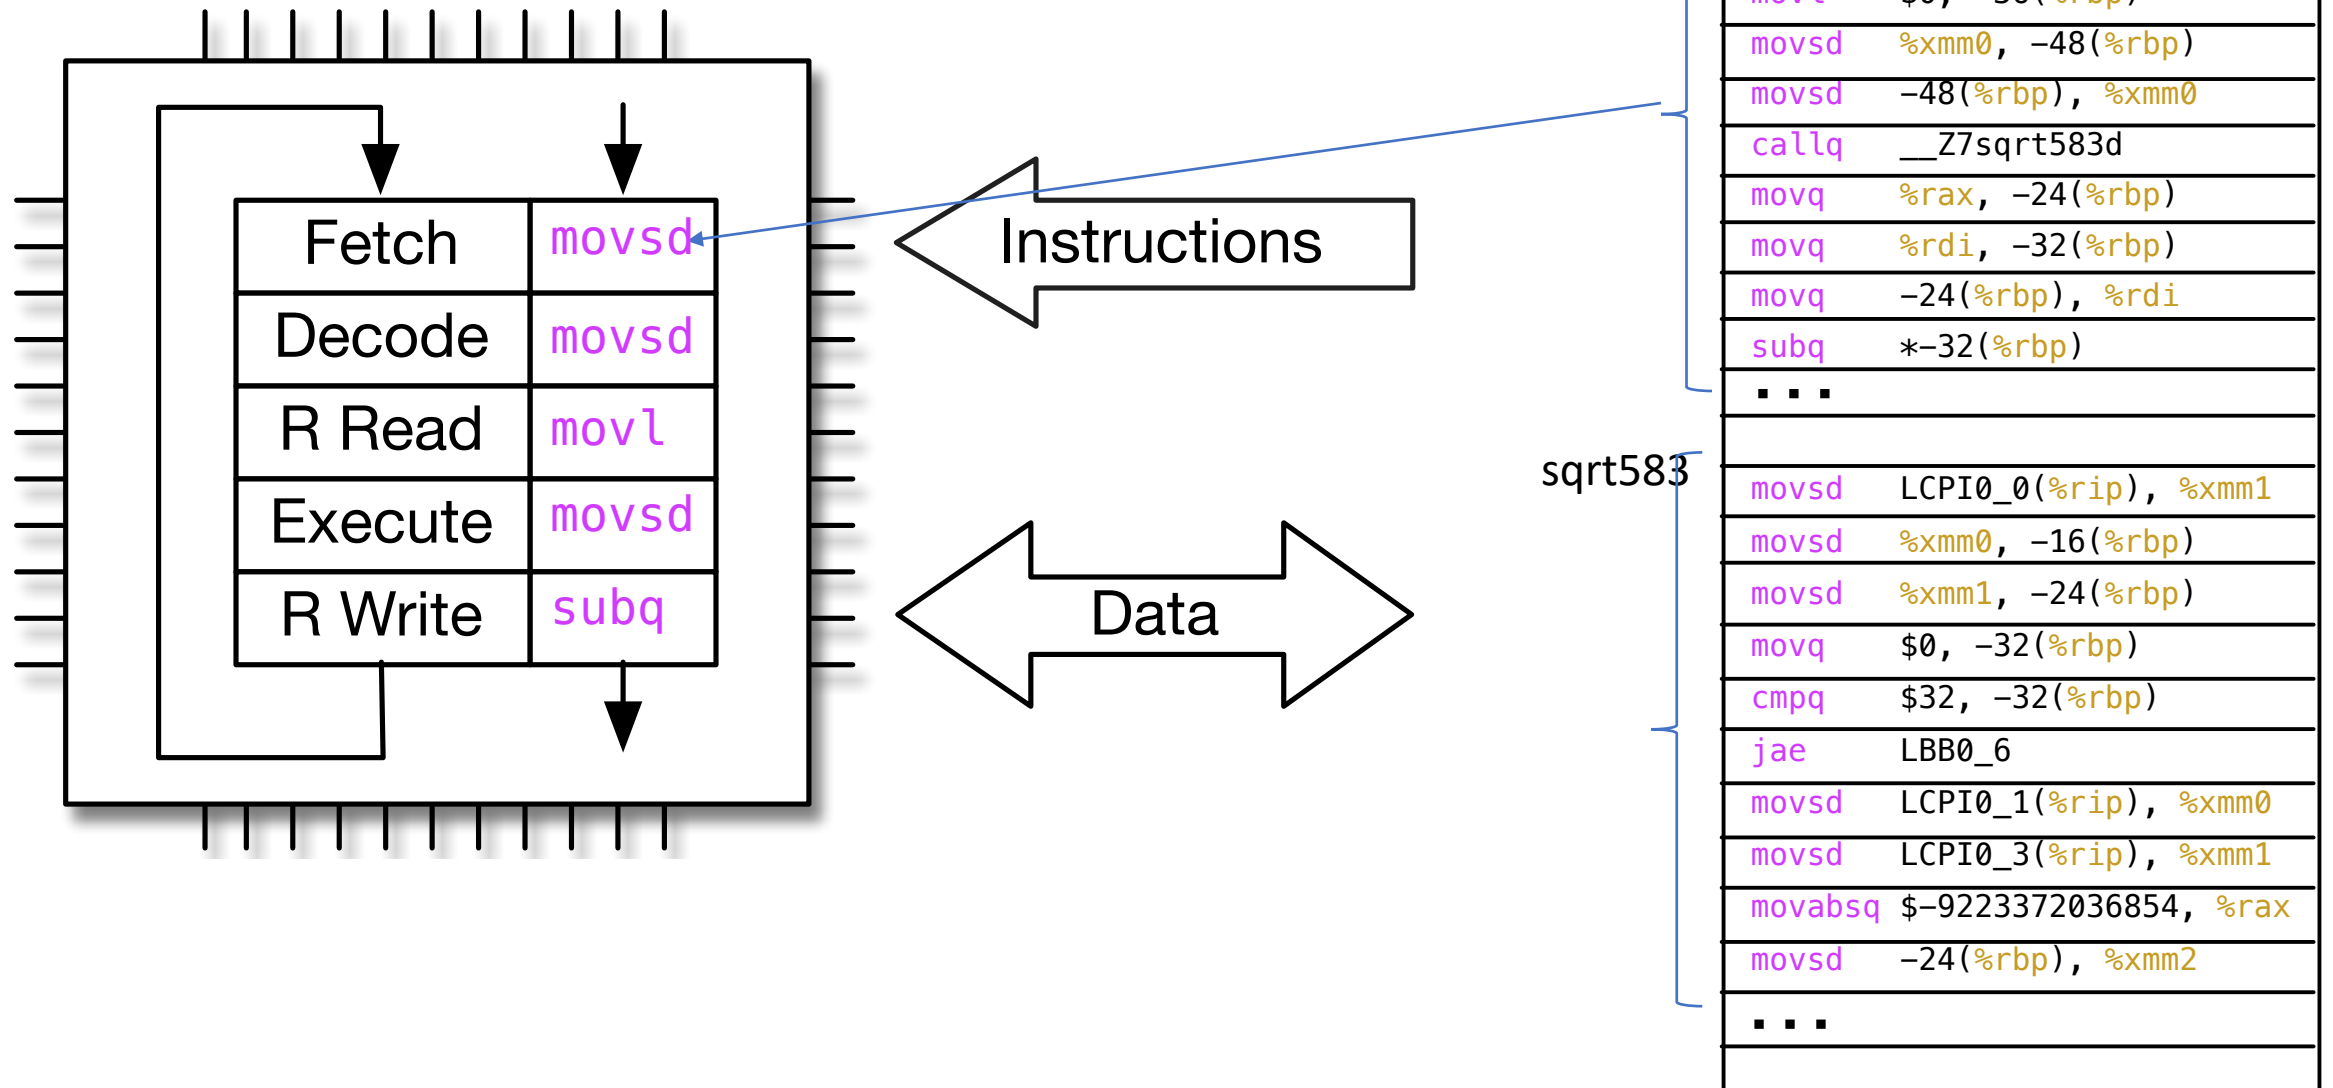 Fetch movsd
Decode movsd
R Read movl
Execute movsd
R Write subq
Instructions
Data
movl $0, -36(%rbp)
movsd %xmm0, -48(%rbp)
movsd -48(%rbp), %xmm0
callq __Z7sqrt583d
movq %rax, -24(%rbp)
movq %rdi, -32(%rbp)
movq -24(%rbp), %rdi
subq *-32(%rbp)
...
sqrt583
movsd LCPI0_0(%rip), %xmm1
movsd %xmm0, -16(%rbp)
movsd %xmm1, -24(%rbp)
movq $0, -32(%rbp)
cmpq $32, -32(%rbp)
jae LBB0_6
movsd LCPI0_1(%rip), %xmm0
movsd LCPI0_3(%rip), %xmm1
movabsq $-9223372036854, %rax
movsd -24(%rbp), %xmm2
...